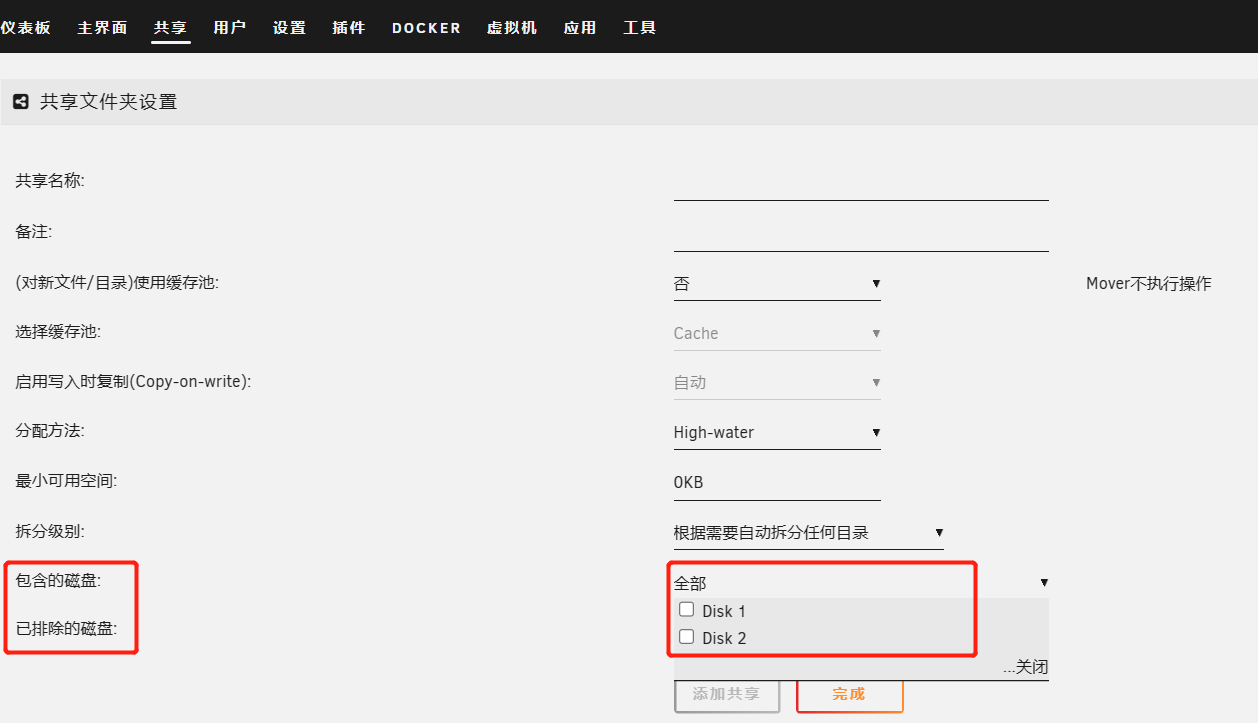 仪表板 主界面 共享 用户 设置 插件 DOCKER 虚拟机 应用 工具
共享文件夹设置
共享名称:
备注:
(对新文件/目录)使用缓存池: 否 Mover不执行操作
选择缓存池: Cache
启用写入时复制(Copy-on-write): 自动
分配方法: High-water
最小可用空间: 0KB
拆分级别: 根据需要自动拆分任何目录
包含的磁盘: 全部
Disk 1
已排除的磁盘: Disk 2
...关闭
添加共享 完成